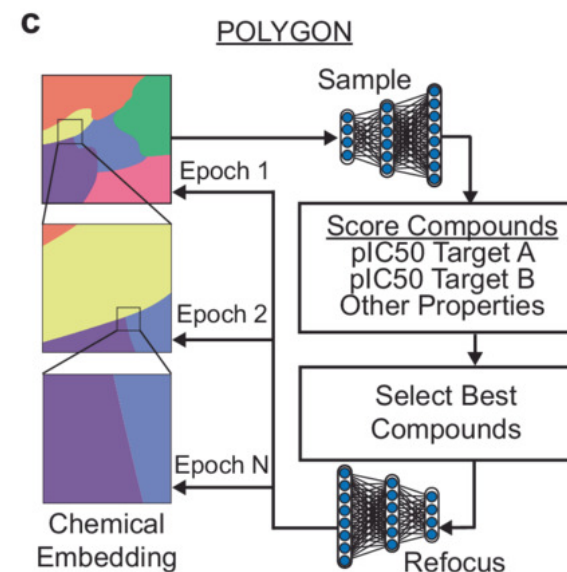 c
POLYGON
Sample
Epoch 1
Score Compounds
pIC50 Target A
pIC50 Target B
Other Properties
Epoch 2
Select Best
Compounds
Epoch N
Chemical
Embedding
Refocus